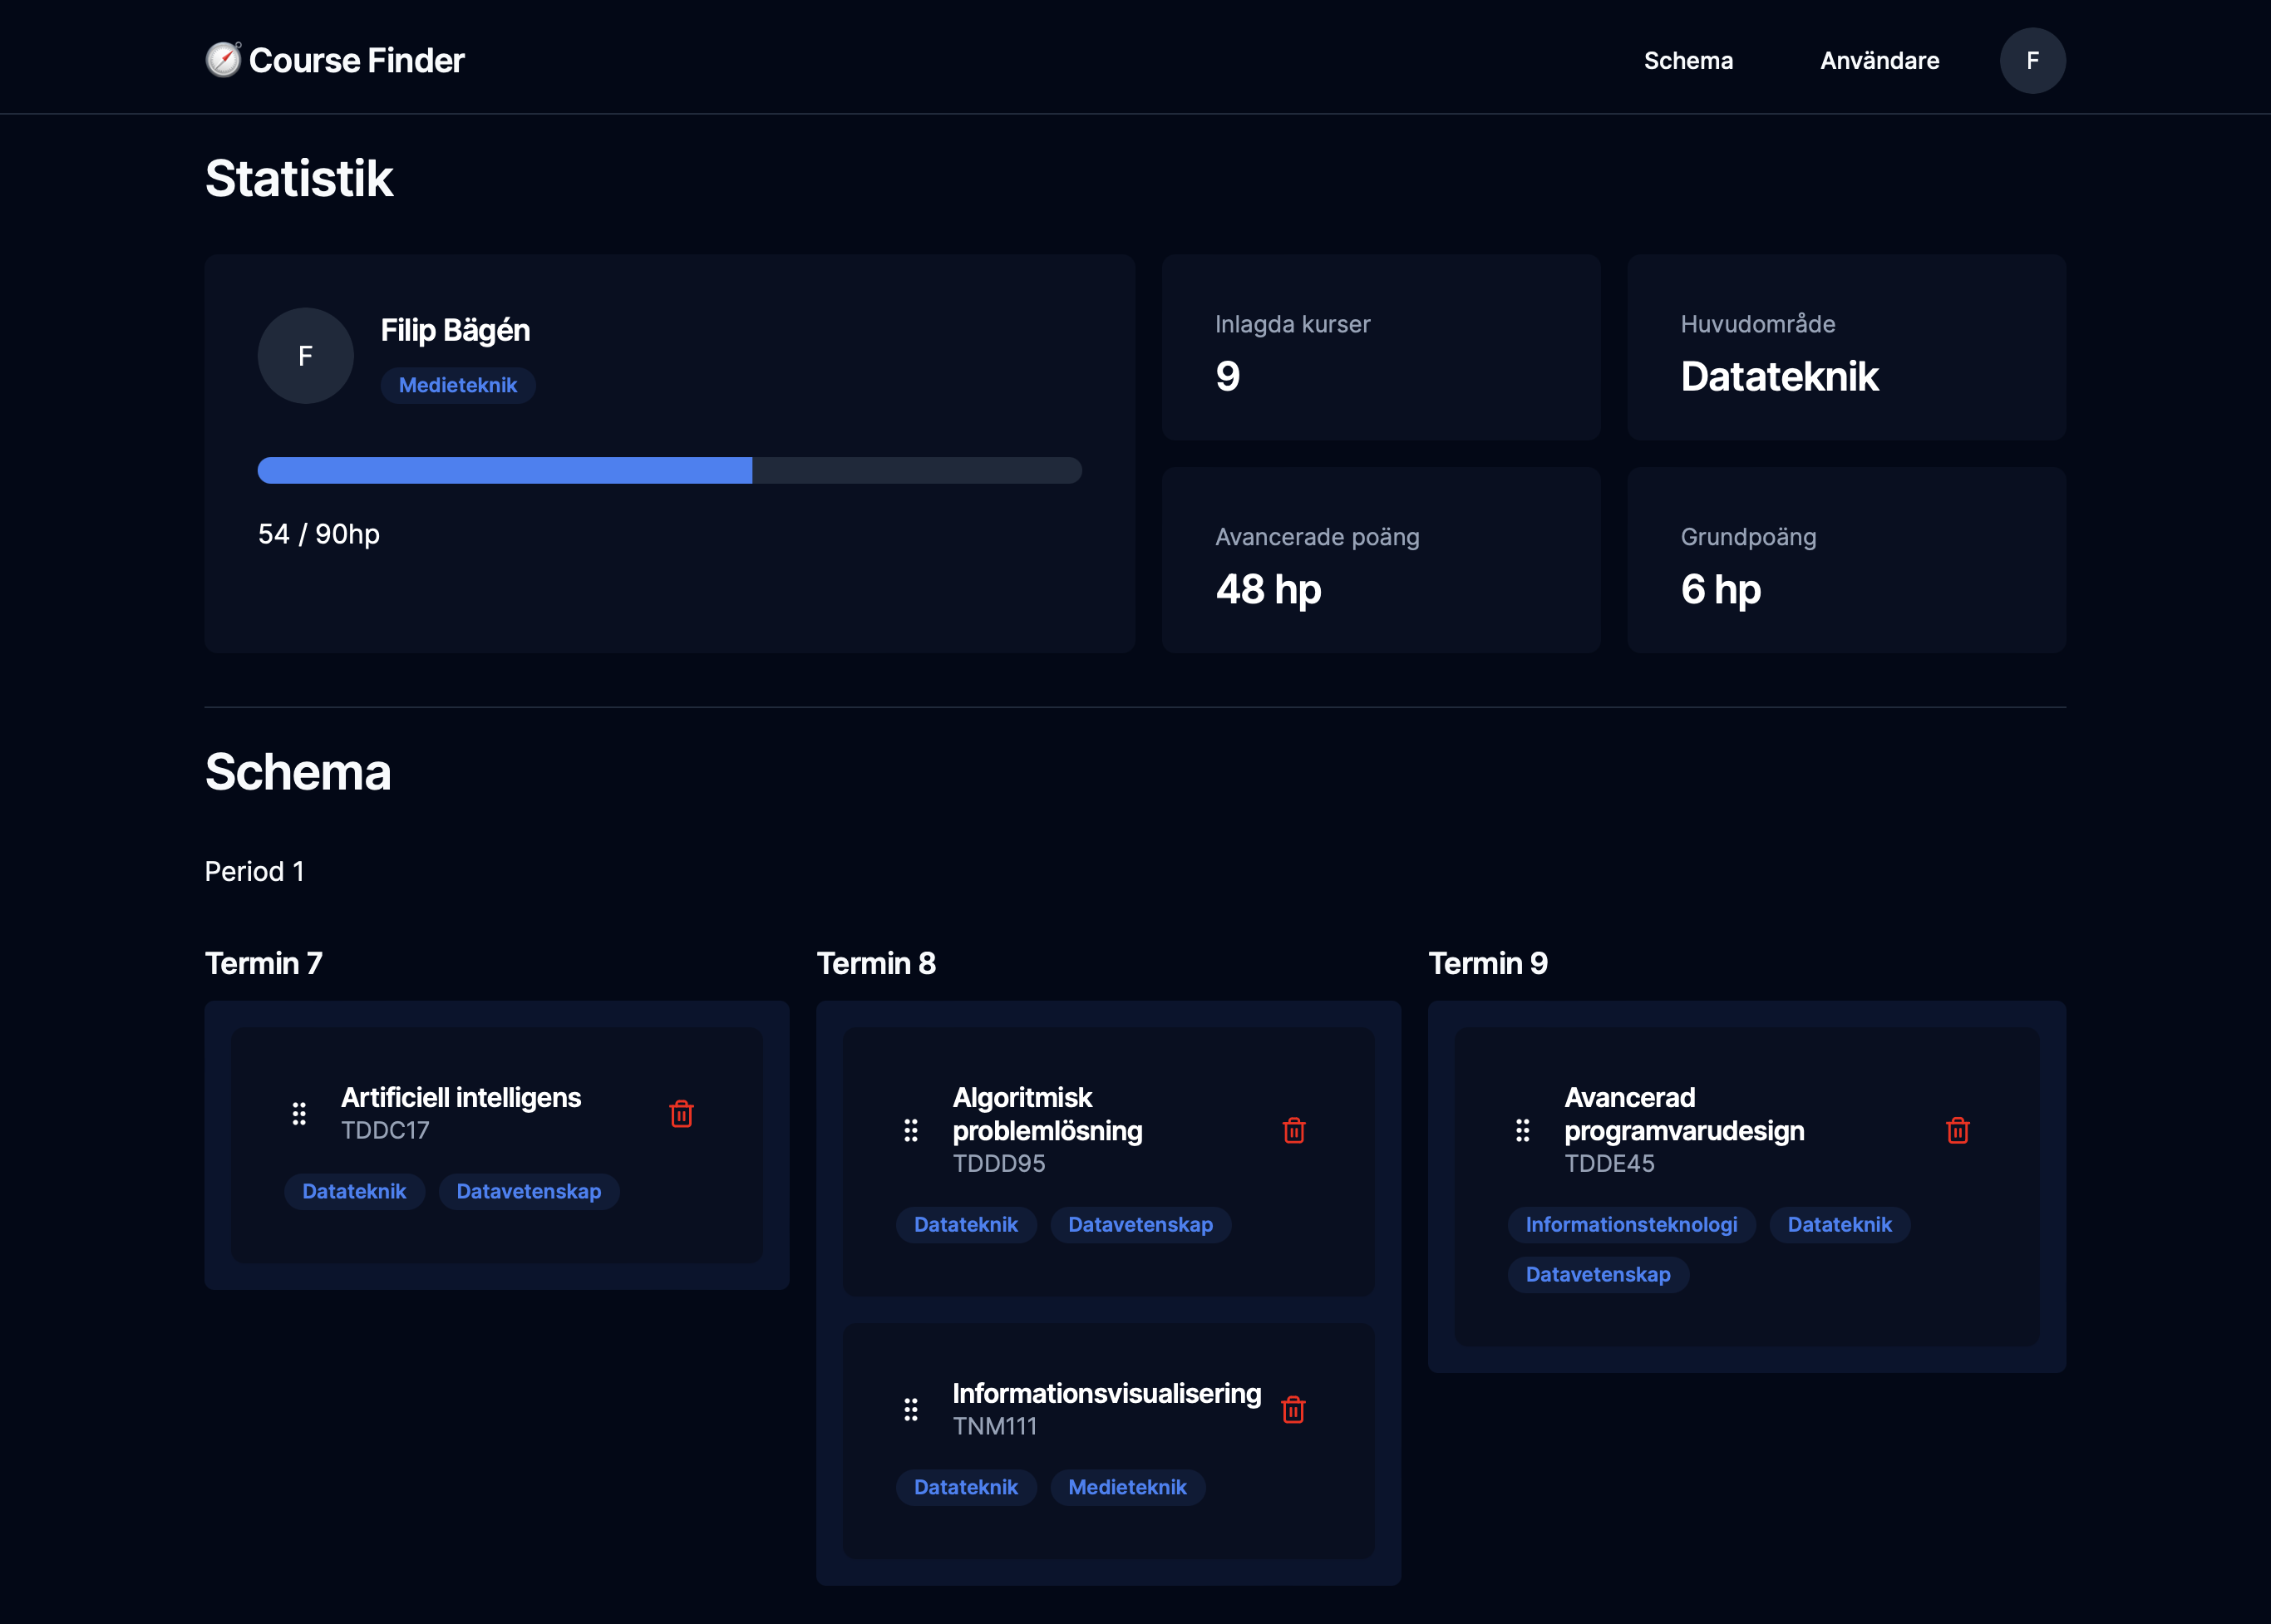 Course Finder
Schema
Användare
F
Statistik
F
Filip Bägén
Medieteknik
54 / 90hp
Inlagda kurser
9
Huvudområde
Datateknik
Avancerade poäng
48 hp
Grundpoäng
6 hp
Schema
Period 1
Termin 7
Artificiell intelligens
TDDC17
Datateknik
Datavetenskap
Termin 8
Algoritmisk
problemlösning
TDDD95
Datateknik
Datavetenskap
Informationsvisualisering
TNM111
Datateknik
Medieteknik
Termin 9
Avancerad
programvarudesign
TDDE45
Informationsteknologi
Datateknik
Datavetenskap